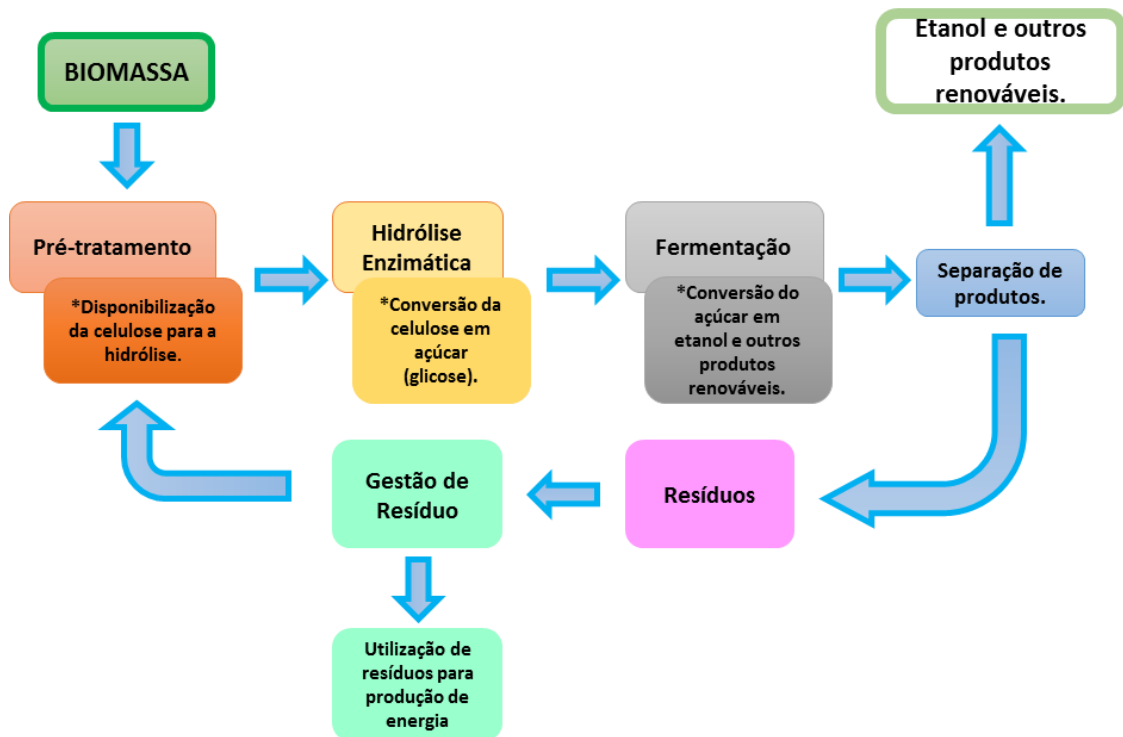 BIOMASSA
Etanol e outros
produtos
renováveis.
Pré-tratamento
*Disponibilização
da celulose para a
hidrólise.
Hidrólise
Enzimática
*Conversão da
celulose em
açúcar
(glicose).
Fermentação
*Conversão do
açúcar em
etanol e outros
produtos
renováveis.
Separação de
produtos.
Gestão de
Resíduo
Resíduos
Utilização de
resíduos para
produção de
energia